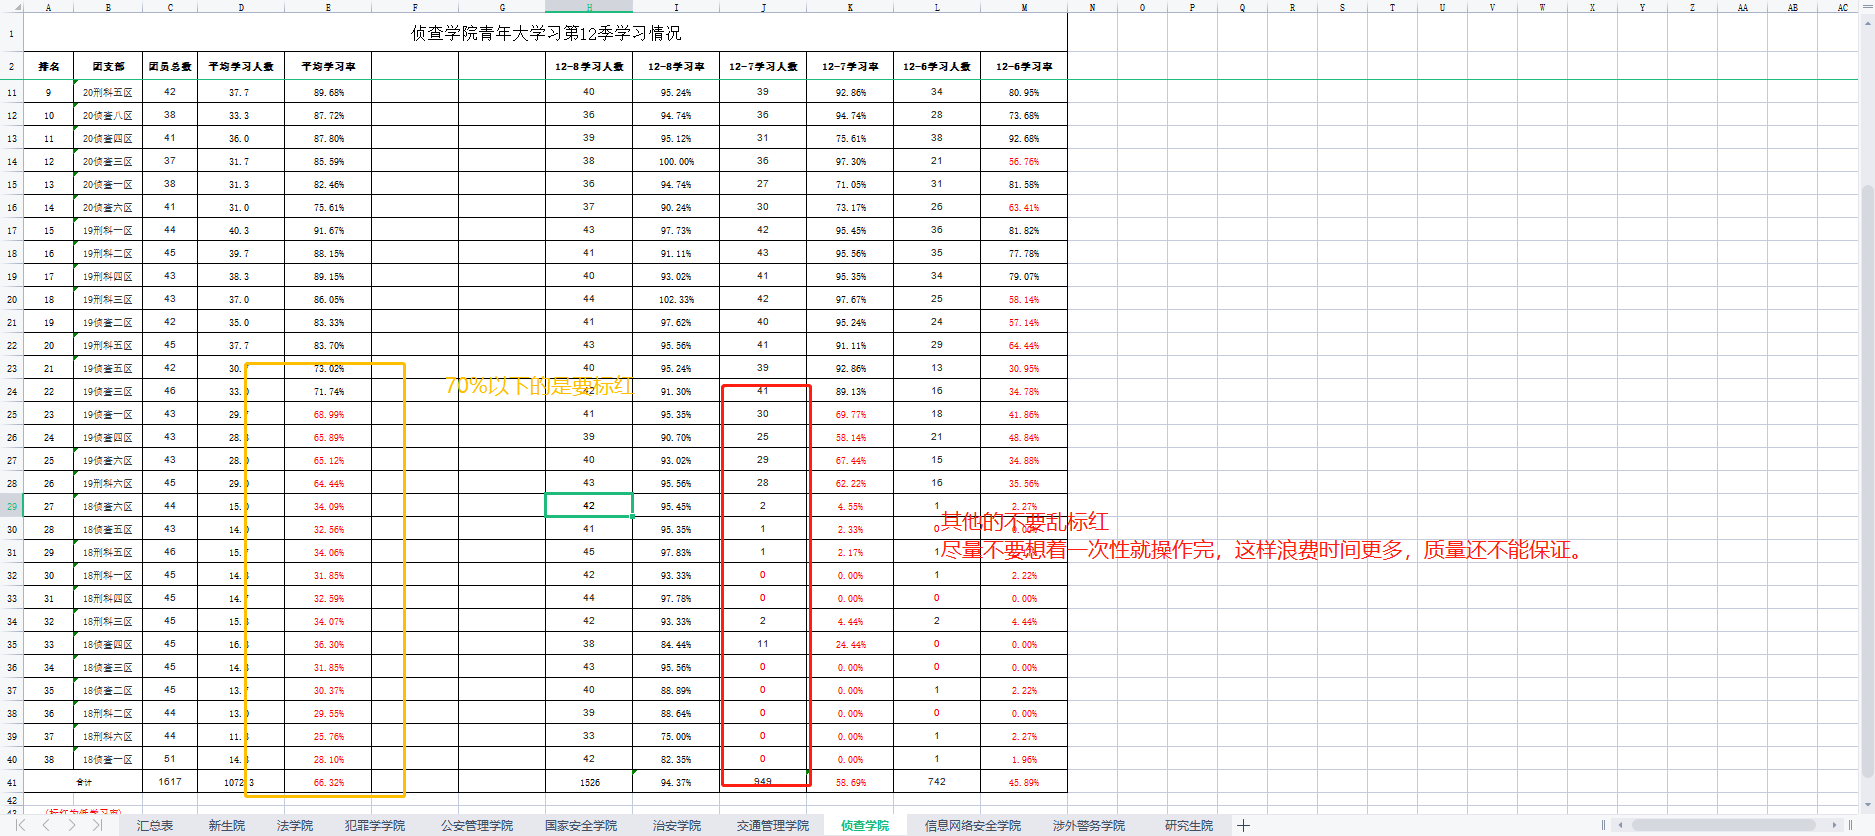 A B C D E F G H I J K L M N O P Q R S T U V W X Y Z AA AB AC
1 侦查学院青年大学习第12季学习情况
2 排名 团支部 团员总数 平均学习人数 平均学习率 12-8学习人数 12-8学习率 12-7学习人数 12-7学习率 12-6学习人数 12-6学习率
11 9 20刑科五区 42 37.7 89.68% 40 95.24% 39 92.86% 34 80.95%
12 10 20侦查八区 38 33.3 87.72% 36 94.74% 36 94.74% 28 73.68%
13 11 20侦查四区 41 36.0 87.80% 39 95.12% 31 75.61% 38 92.68%
14 12 20侦查三区 37 31.7 85.59% 38 100.00% 36 97.30% 21 56.76%
15 13 20侦查一区 38 31.3 82.46% 36 94.74% 27 71.05% 31 81.58%
16 14 20侦查六区 41 31.0 75.61% 37 90.24% 30 73.17% 26 63.41%
17 15 19刑科一区 44 40.3 91.67% 43 97.73% 42 95.45% 36 81.82%
18 16 19刑科二区 45 39.7 88.15% 41 91.11% 43 95.56% 35 77.78%
19 17 19刑科四区 43 38.3 89.15% 40 93.02% 41 95.35% 34 79.07%
20 18 19刑科三区 43 37.0 86.05% 44 102.33% 42 97.67% 25 58.14%
21 19 19侦查二区 42 35.0 83.33% 41 97.62% 40 95.24% 24 57.14%
22 20 19刑科五区 45 37.7 83.70% 43 95.56% 41 91.11% 29 64.44%
23 21 19侦查五区 42 30. 73.02% 40 95.24% 39 92.86% 13 30.95%
24 22 19侦查三区 46 33. 71.74% 42 91.30% 41 89.13% 16 34.78%
70%以下的是要标红
25 23 19侦查一区 43 29. 68.99% 41 95.35% 30 69.77% 18 41.86%
26 24 19侦查四区 43 28. 65.89% 39 90.70% 25 58.14% 21 48.84%
27 25 19侦查六区 43 28. 65.12% 40 93.02% 29 67.44% 15 34.88%
28 26 19刑科六区 45 29. 64.44% 43 95.56% 28 62.22% 16 35.56%
29 27 18侦查六区 44 15. 34.09% 42 95.45% 2 4.55% 1 2.27%
30 28 18侦查五区 43 14. 32.56% 41 95.35% 1 2.33% 0 0.00%
其他的不要乱标红
31 29 18刑科五区 46 15. 34.06% 45 97.83% 1 2.17% 1
尽量不要想着一次性就操作完，这样浪费时间更多，质量还不能保证。
32 30 18刑科一区 45 14. 31.85% 42 93.33% 0 0.00% 1 2.22%
33 31 18刑科四区 45 14. 32.59% 44 97.78% 0 0.00% 0 0.00%
34 32 18刑科三区 45 15. 34.07% 42 93.33% 2 4.44% 2 4.44%
35 33 18侦查四区 45 16. 36.30% 38 84.44% 11 24.44% 0 0.00%
36 34 18侦查三区 45 14. 31.85% 43 95.56% 0 0.00% 0 0.00%
37 35 18侦查二区 45 13. 30.37% 40 88.89% 0 0.00% 1 2.22%
38 36 18刑科二区 44 13. 29.55% 39 88.64% 0 0.00% 0 0.00%
39 37 18刑科六区 44 11. 25.76% 33 75.00% 0 0.00% 1 2.27%
40 38 18侦查一区 51 14. 28.10% 42 82.35% 0 0.00% 1 1.96%
41 合计 1617 1072.3 66.32% 1526 94.37% 949 58.69% 742 45.89%
42
汇总表 新生院 法学院 犯罪学学院 公安管理学院 国家安全学院 治安学院 交通管理学院 侦查学院 信息网络安全学院 涉外警务学院 研究生院